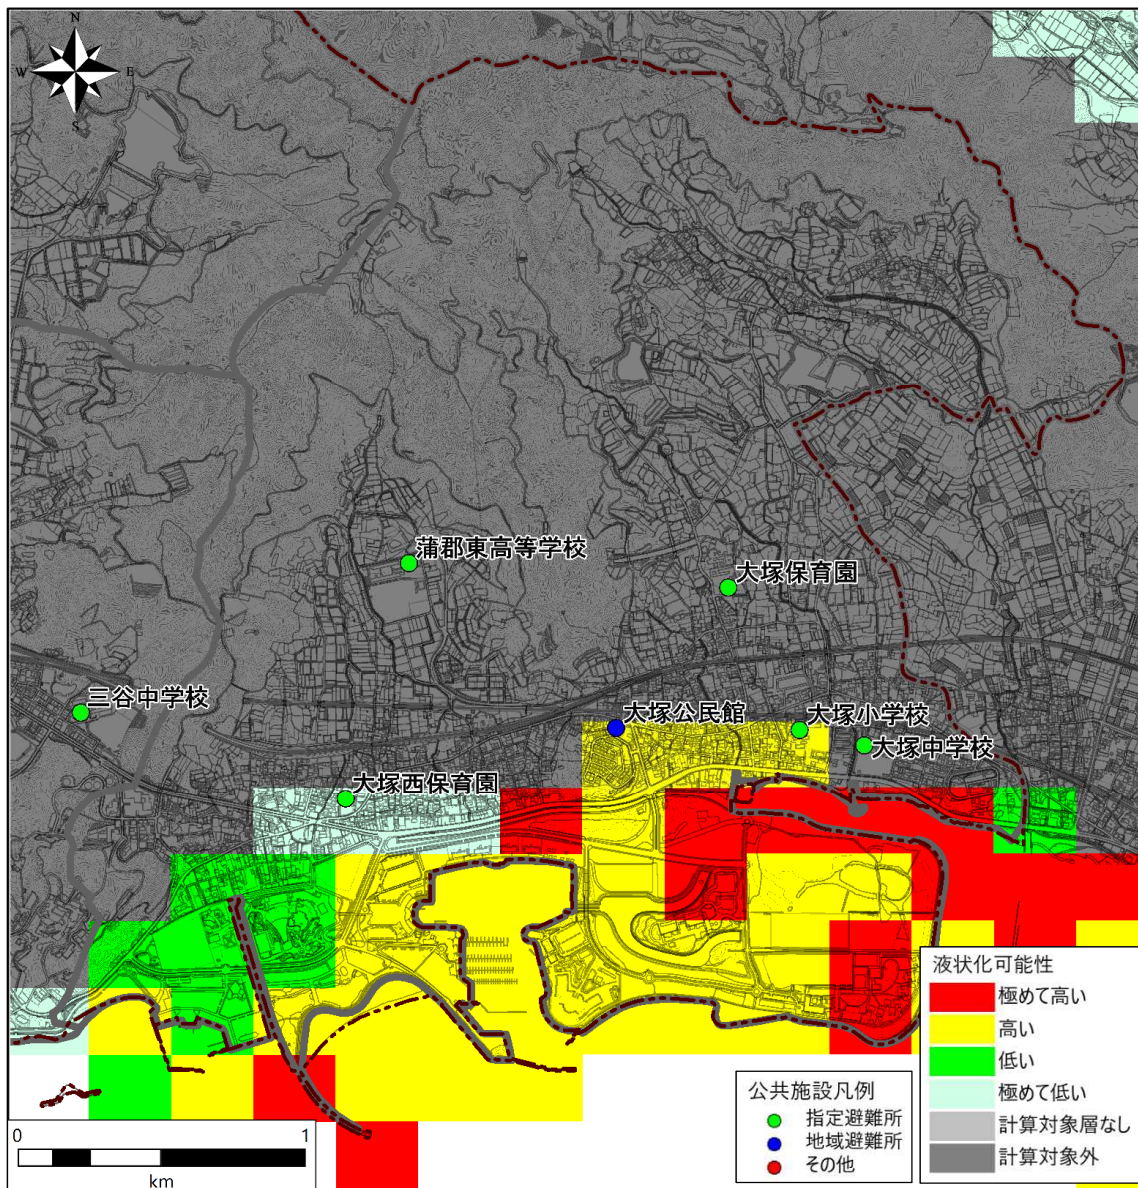 N
W E
S
蒲郡東高等学校
大塚保育園
三谷中学校
大塚公民館
大塚小学校
大塚中学校
大塚西保育園
液状化可能性
極めて高い
高い
低い
極めて低い
計算対象層なし
計算対象外
公共施設凡例
指定避難所
地域避難所
その他
0 1
km